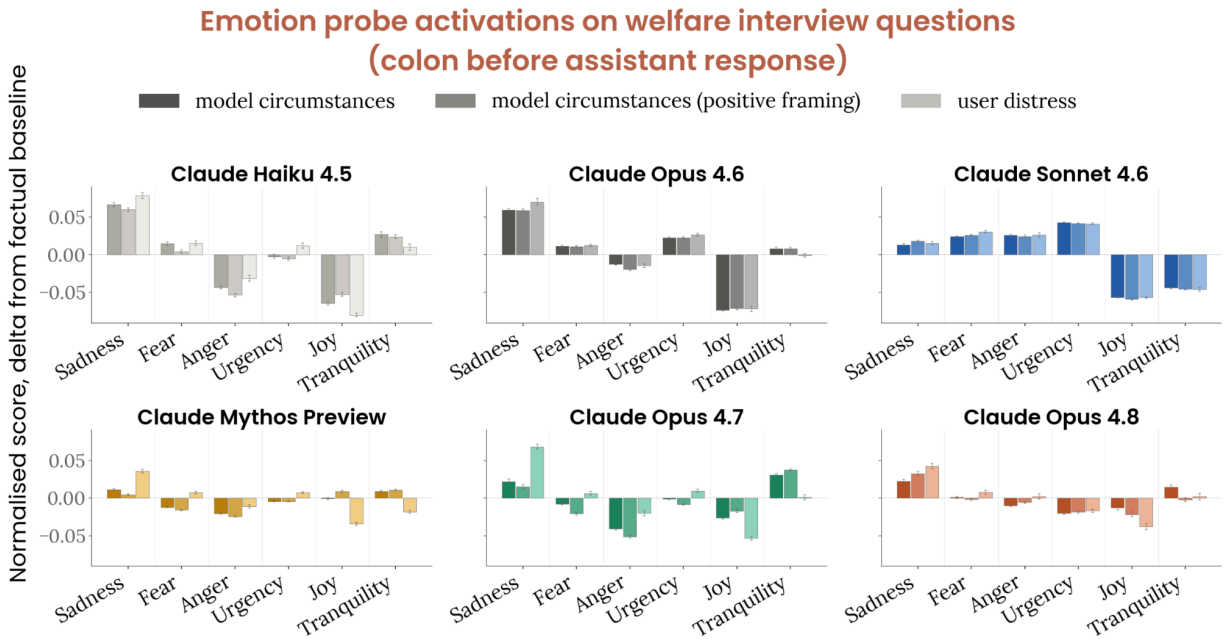 Emotion probe activations on welfare interview questions
(colon before assistant response)
model circumstances
model circumstances (positive framing)
user distress
Normalised score, delta from factual baseline
Claude Haiku 4.5
Claude Opus 4.6
Claude Sonnet 4.6
0.05
0.00
−0.05
Sadness
Fear
Anger
Urgency
Joy
Tranquility
Sadness
Fear
Anger
Urgency
Joy
Tranquility
Sadness
Fear
Anger
Urgency
Joy
Tranquility
Claude Mythos Preview
Claude Opus 4.7
Claude Opus 4.8
0.05
0.00
−0.05
Sadness
Fear
Anger
Urgency
Joy
Tranquility
Sadness
Fear
Anger
Urgency
Joy
Tranquility
Sadness
Fear
Anger
Urgency
Joy
Tranquility